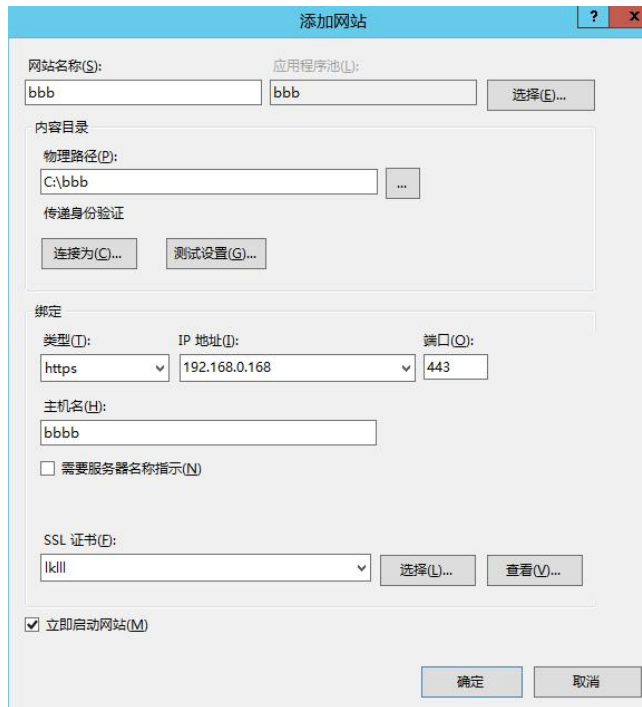 添加网站
? x
网站名称(S): 应用程序池(L):
bbb bbb 选择(E)...
内容目录
物理路径(P):
C:\bbb ...
传递身份验证
连接为(C)... 测试设置(G)...
绑定
类型(T): IP 地址(I): 端口(O):
https 192.168.0.168 443
主机名(H):
bbbb
需要服务器名称指示(N)
SSL 证书(F):
lklll 选择(L)... 查看(V)...
立即启动网站(M)
确定 取消